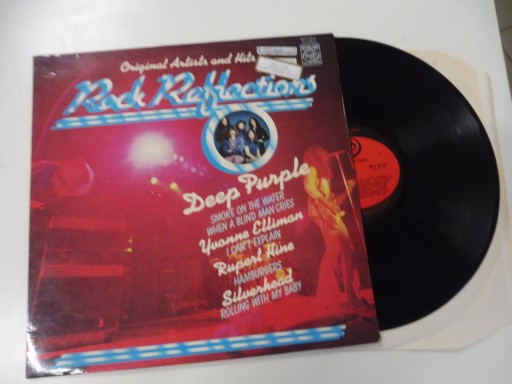 Original Artists and Hits
Rock Reflections
Deep Purple
SMOKE ON THE WATER
WHEN A BLIND MAN CRIES
Yvonne Elliman
I CAN'T EXPLAIN
Rupert Hine
HAMBURGERS
Silverhead
ROLLING WITH MY BABY